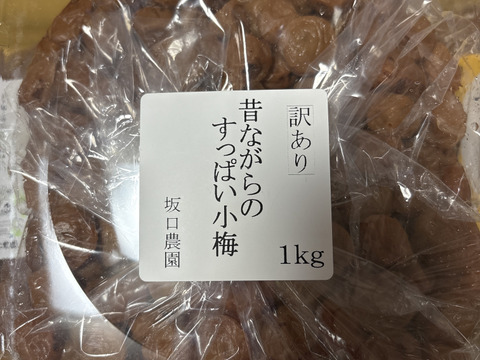 訳あり
昔ながらの
すっぱい小梅
坂口農園
1kg